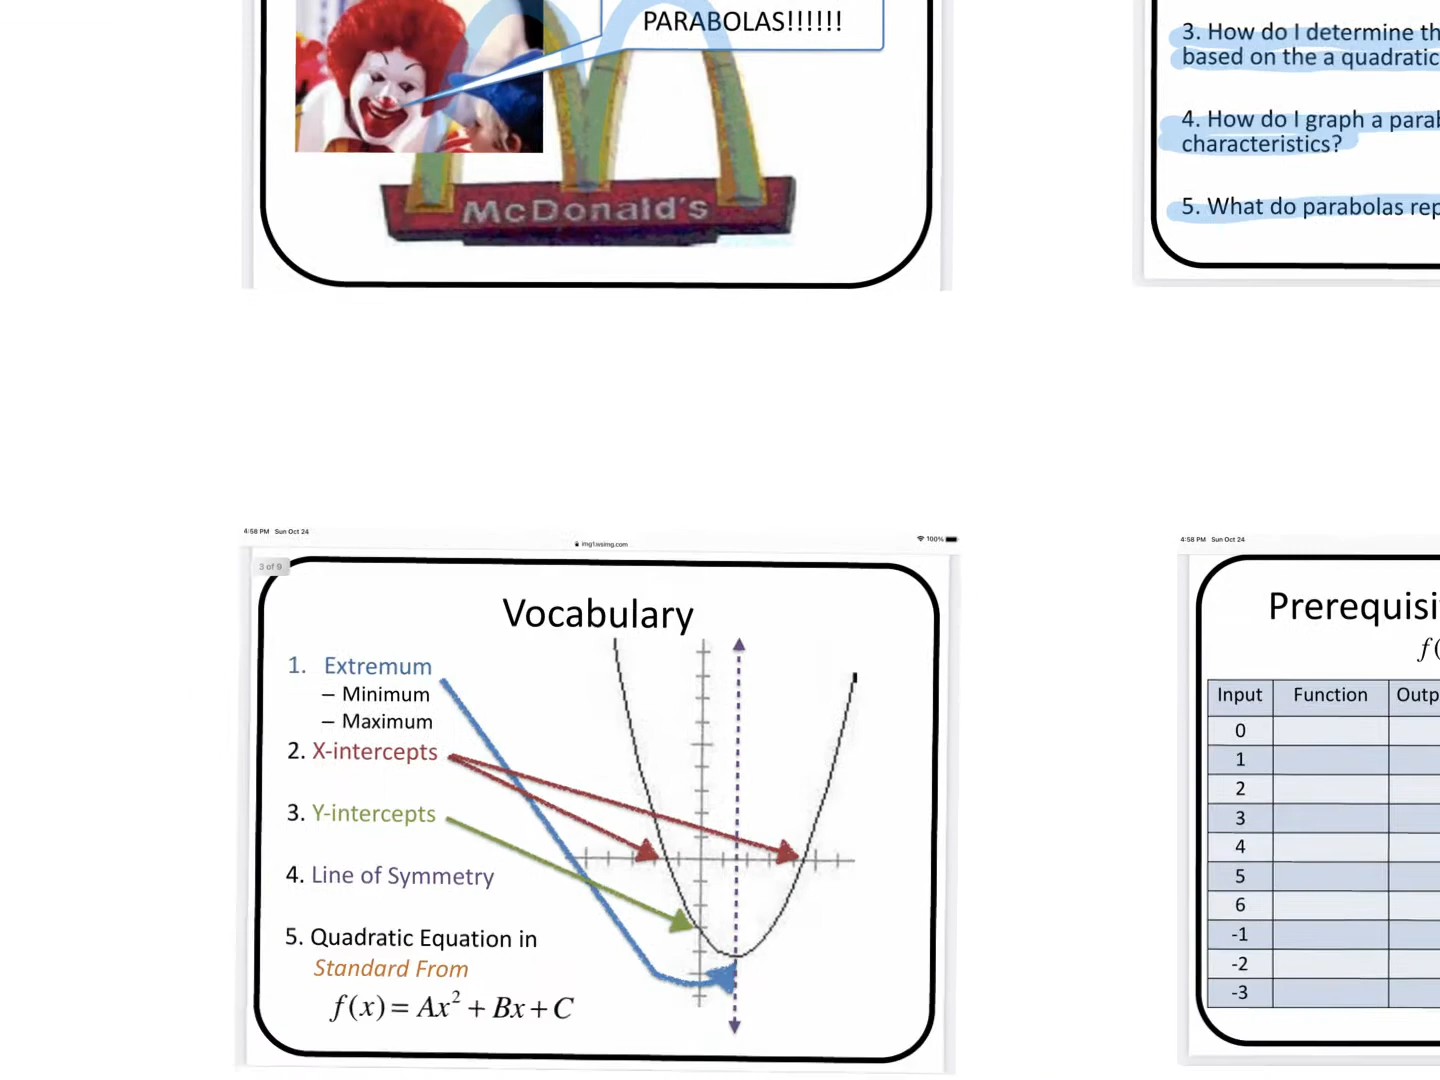 PARABOLAS!!!!!!
McDonald's
3. How do I determine th
based on the a quadratic
4. How do I graph a parab
characteristics?
5. What do parabolas rep
4:58 PM Sun Oct 24
img1.wsimg.com
100%
3 of 9
Vocabulary
1. Extremum
– Minimum
– Maximum
2. X-intercepts
3. Y-intercepts
4. Line of Symmetry
5. Quadratic Equation in
Standard From
f(x) = Ax² + Bx + C
4:58 PM Sun Oct 24
Prerequisi
f(
Input Function Outp
0
1
2
3
4
5
6
-1
-2
-3